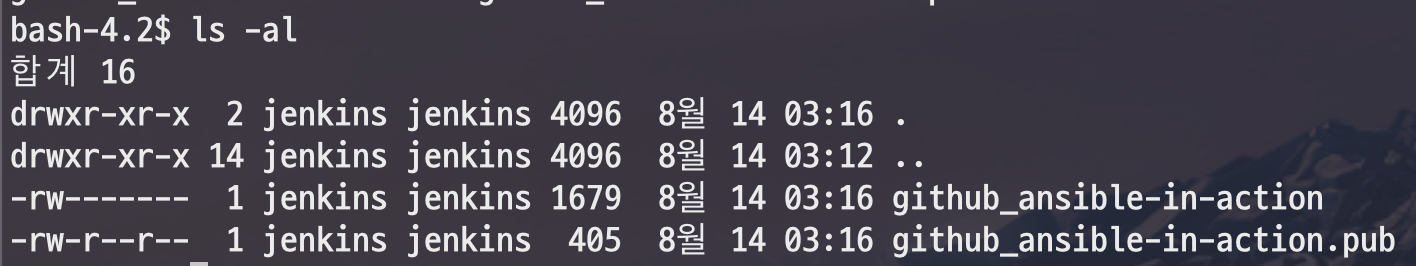 bash-4.2$ ls -al
합계 16
drwxr-xr-x  2 jenkins jenkins 4096  8월 14 03:16 .
drwxr-xr-x 14 jenkins jenkins 4096  8월 14 03:12 ..
-rw-------  1 jenkins jenkins 1679  8월 14 03:16 github_ansible-in-action
-rw-r--r--  1 jenkins jenkins  405  8월 14 03:16 github_ansible-in-action.pub